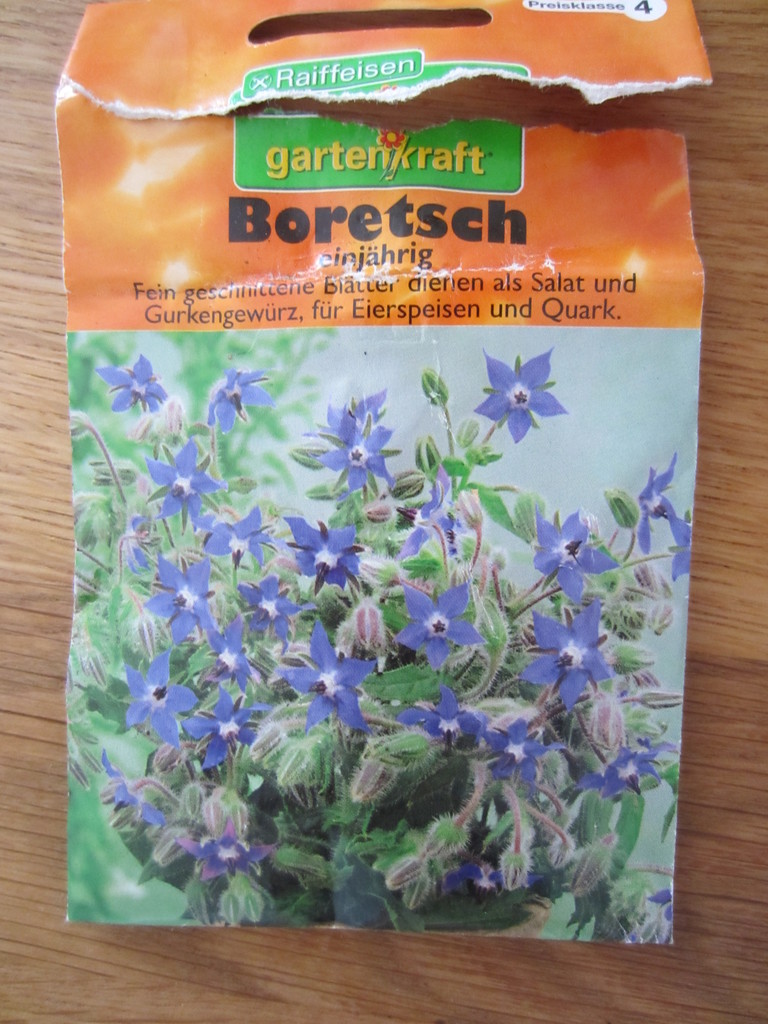 Preisklasse 4
Raiffeisen
gartenkraft
Boretsch
einjährig
Fein geschnittene Blätter dienen als Salat und
Gurkengewürz, für Eierspeisen und Quark.